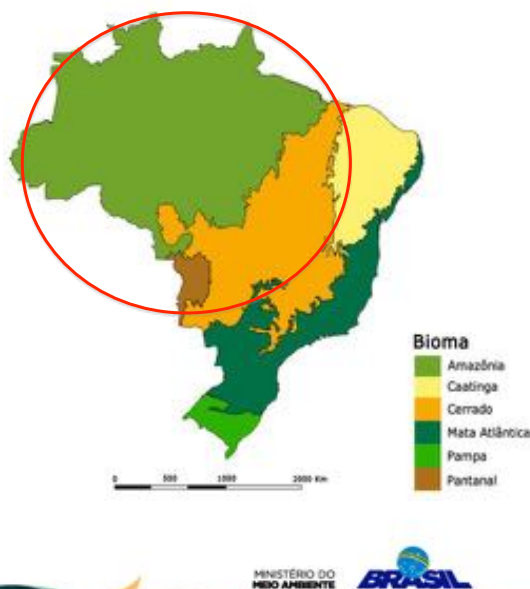 Bioma
Amazônia
Caatinga
Cerrado
Mata Atlântica
Pampa
Pantanal
0 500 1000 2000 Km
MINISTÉRIO DO
MEIO AMBIENTE
BRASIL